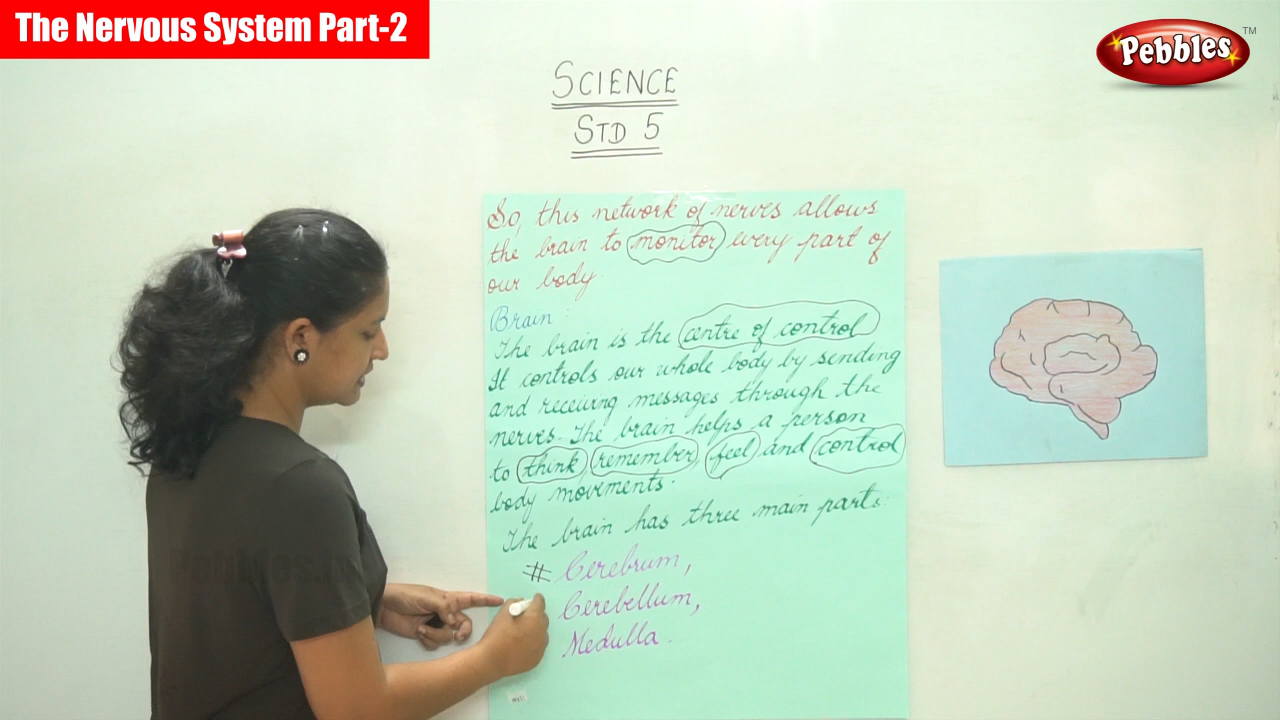 The Nervous System Part-2
Pebbles TM
SCIENCE
STD 5
So, this network of nerves allows
the brain to monitor every part of
our body.
Brain:
The brain is the centre of control
It controls our whole body by sending
and receiving messages through the
nerves. The brain helps a person
to think, remember, feel and control
body movements.
The brain has three main parts:
# Cerebrum,
Cerebellum,
Medulla.